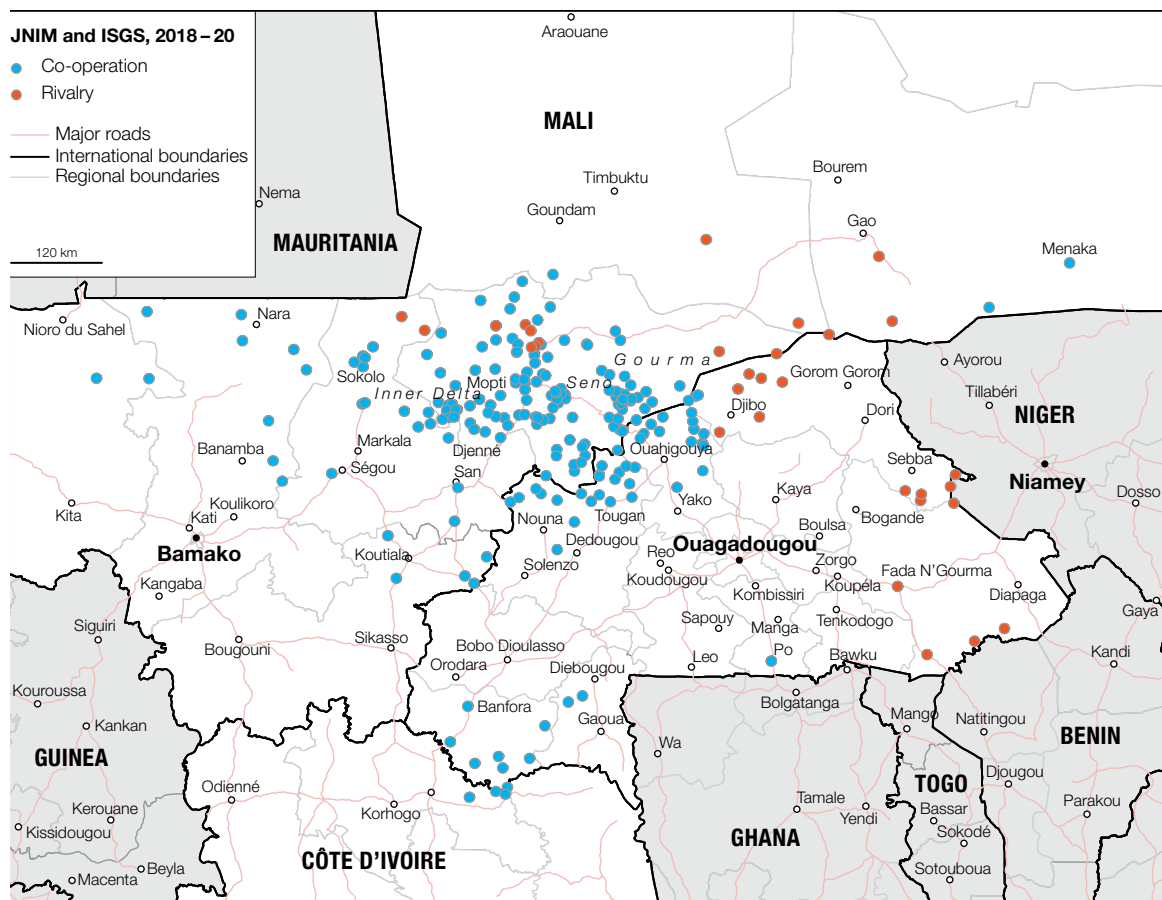 JNIM and ISGS, 2018–20
Co-operation
Rivalry
Major roads
International boundaries
Regional boundaries
120 km
Araouane
MALI
Timbuktu
Bourem
Goundam
Nema
Gao
MAURITANIA
Menaka
Nara
Nioro du Sahel
Gourma
Ayorou
Sokolo
Mopti
Seno
Gorom Gorom
Inner Delta
Tillabéri
Djibo
Dori
NIGER
Markala
Banamba
Djenné
Ouahigouya
Ségou
San
Sebba
Niamey
Kaya
Dosso
Koulikoro
Yako
Kita
Kati
Nouna
Tougan
Bogande
Boulsa
Bamako
Dedougou
Ouagadougou
Koutiala
Reo
Solenzo
Zorgo
Fada N’Gourma
Koudougou
Koupéla
Kangaba
Kombissiri
Diapaga
Gaya
Siguiri
Sapouy
Manga
Tenkodogo
Sikasso
Bougouni
Bobo Dioulasso
Leo
Po
Bawku
Kandi
Orodara
Diebougou
Kouroussa
Bolgatanga
Banfora
Gaoua
Mango
Natitingou
Kankan
Wa
BENIN
GUINEA
Djougou
TOGO
Odienné
Tamale
Parakou
Kerouane
Korhogo
Yendi
Bassar
Kissidougou
Sokodé
GHANA
CÔTE D’IVOIRE
Beyla
Sotouboua
Macenta